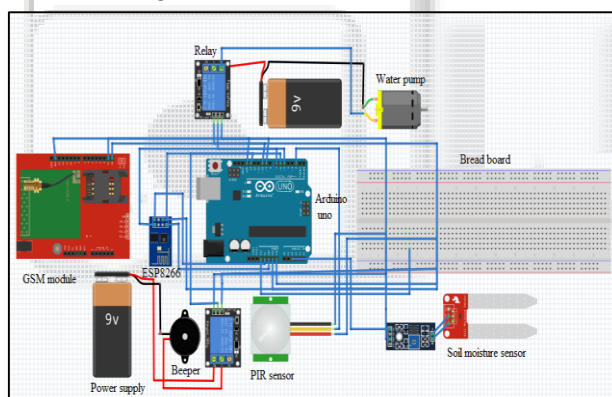 Relay
Water pump
9v
Bread board
UNO
Arduino
uno
GSM module
ESP8266
9v
Power supply
Beeper
PIR sensor
Soil moisture sensor